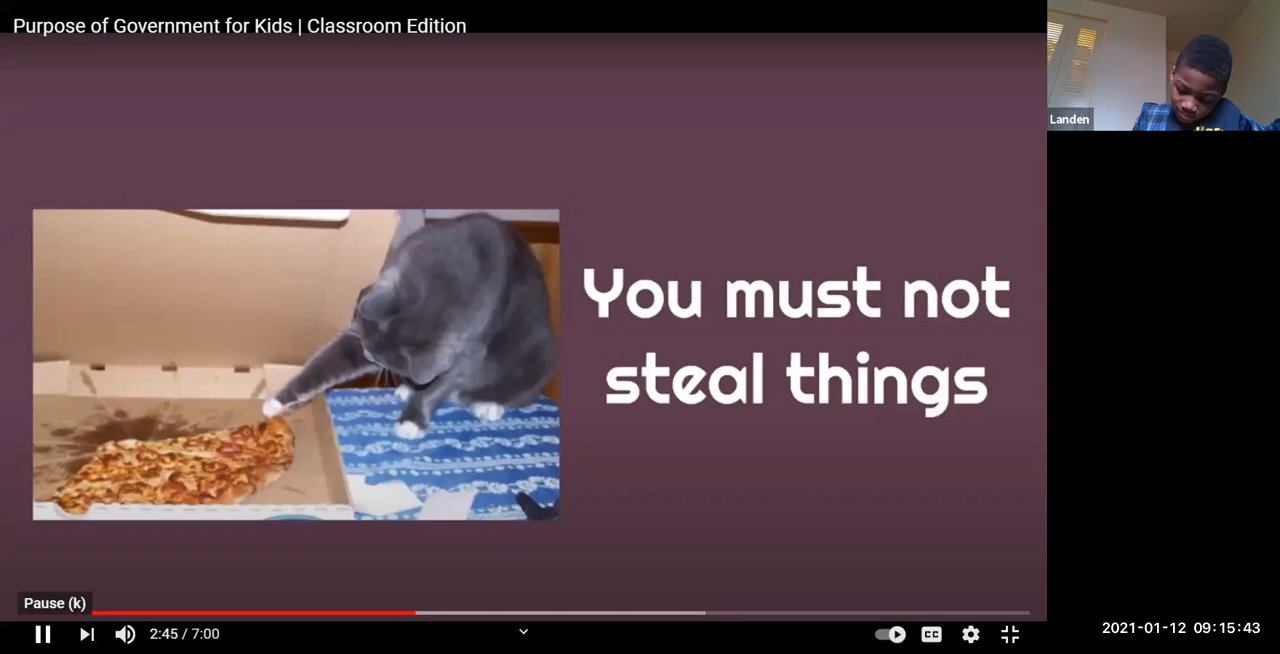 Purpose of Government for Kids | Classroom Edition
Landen
You must not
steal things
Pause (k)
2:45 / 7:00
CC
2021-01-12 09:15:43